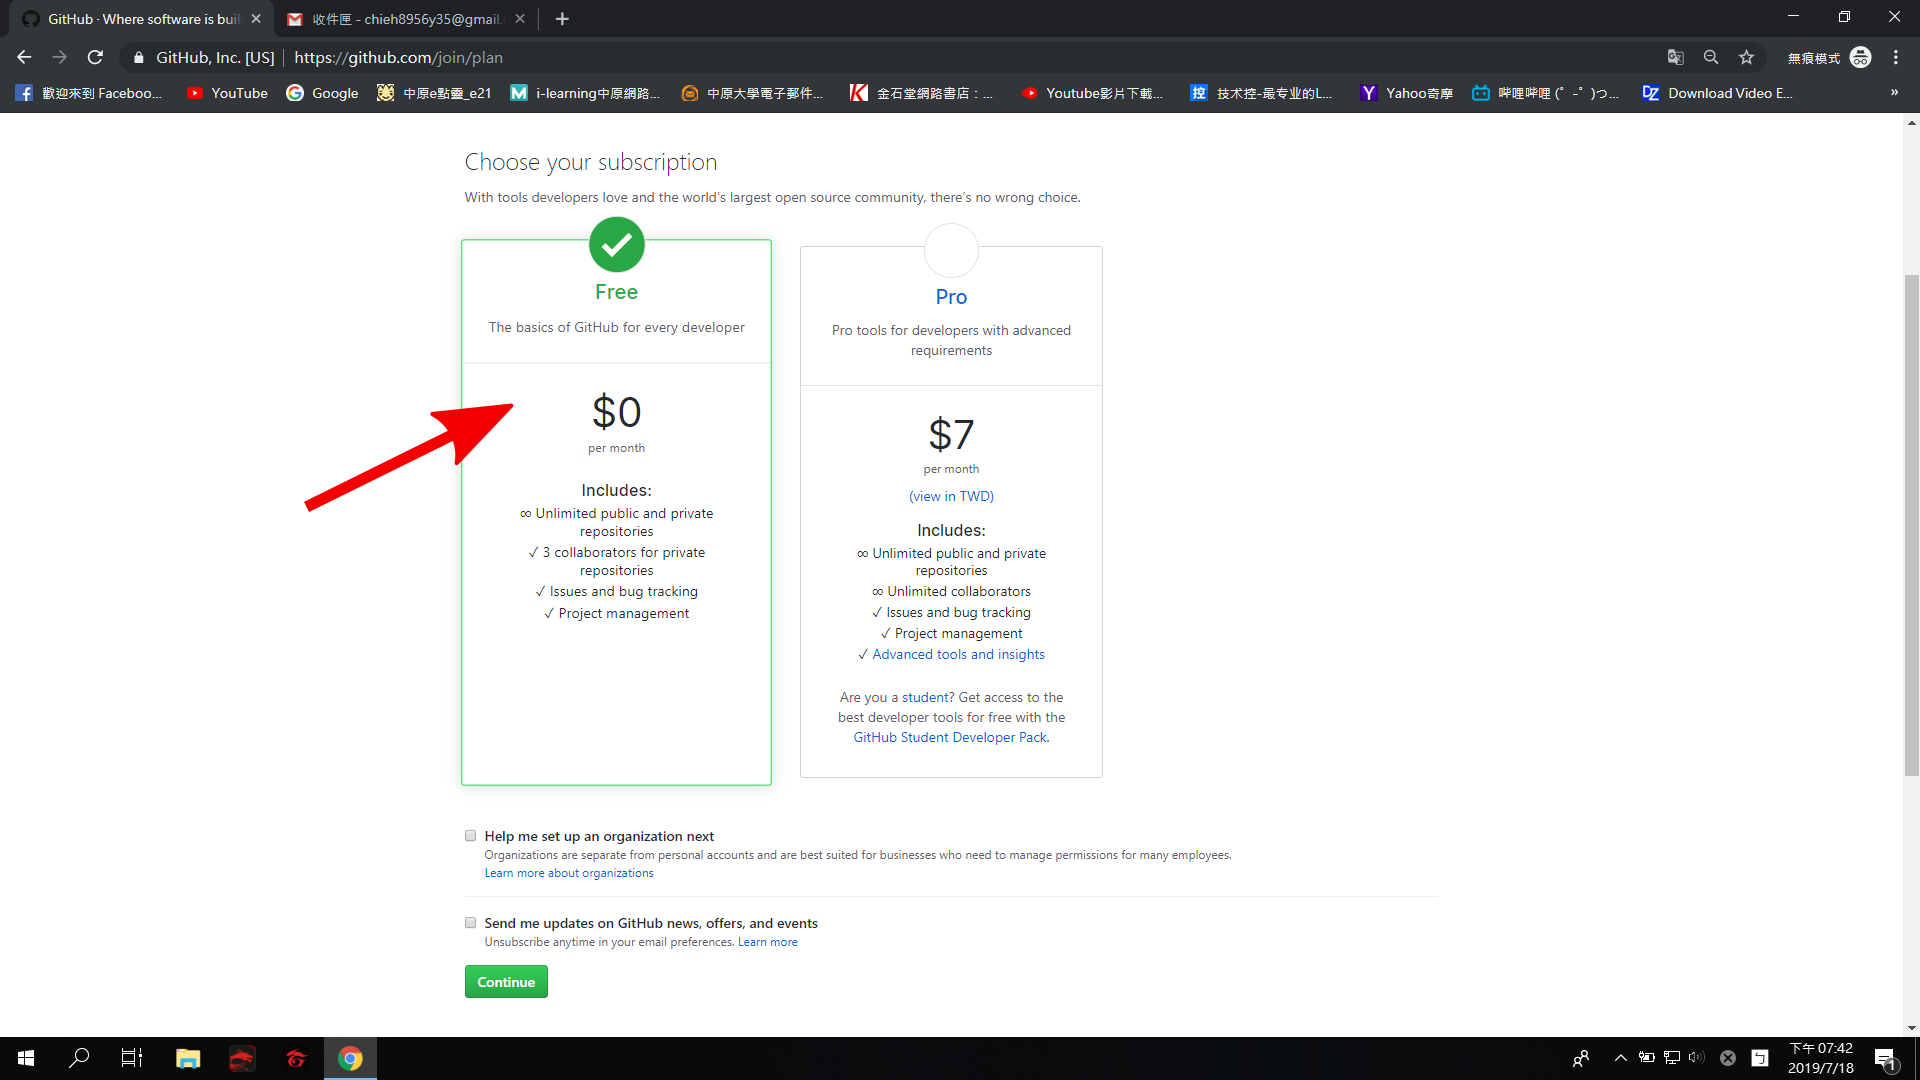 GitHub · Where software is buil
收件匣 - chieh8956y35@gmail.
GitHub, Inc. [US]
https://github.com/join/plan
無痕模式
歡迎來到 Faceboo...
YouTube
Google
中原e點靈_e21
i-learning中原網路...
中原大學電子郵件...
金石堂網路書店：...
Youtube影片下載...
技术控-最专业的L...
Yahoo奇摩
哔哩哔哩 (゜-゜)つ...
Download Video E...
»
Choose your subscription
With tools developers love and the world’s largest open source community, there’s no wrong choice.
Free
The basics of GitHub for every developer
$0
per month
Includes:
∞ Unlimited public and private
repositories
✓ 3 collaborators for private
repositories
✓ Issues and bug tracking
✓ Project management
Pro
Pro tools for developers with advanced
requirements
$7
per month
(view in TWD)
Includes:
∞ Unlimited public and private
repositories
∞ Unlimited collaborators
✓ Issues and bug tracking
✓ Project management
✓ Advanced tools and insights
Are you a student? Get access to the
best developer tools for free with the
GitHub Student Developer Pack.
Help me set up an organization next
Organizations are separate from personal accounts and are best suited for businesses who need to manage permissions for many employees.
Learn more about organizations
Send me updates on GitHub news, offers, and events
Unsubscribe anytime in your email preferences. Learn more
Continue
下午 07:42
2019/7/18
1